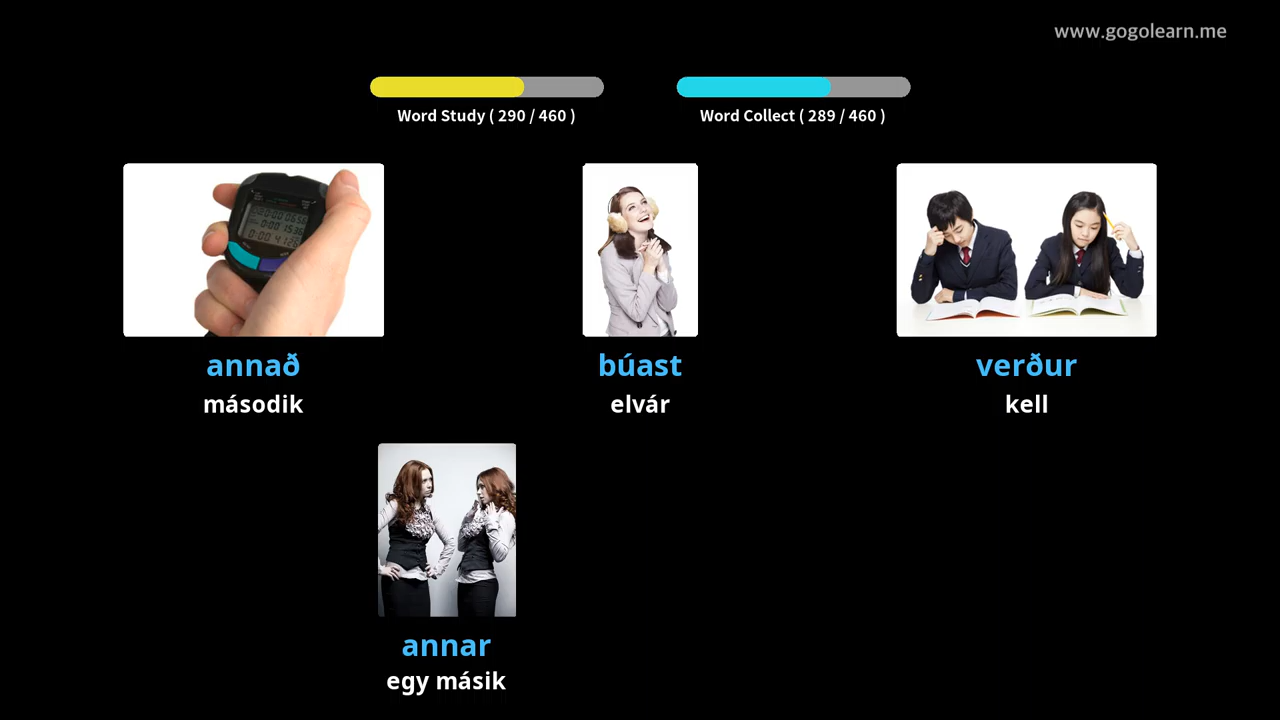 www.gogolearn.me
Word Study ( 290 / 460 )
Word Collect ( 289 / 460 )
annað
második
búast
elvár
verður
kell
annar
egy másik